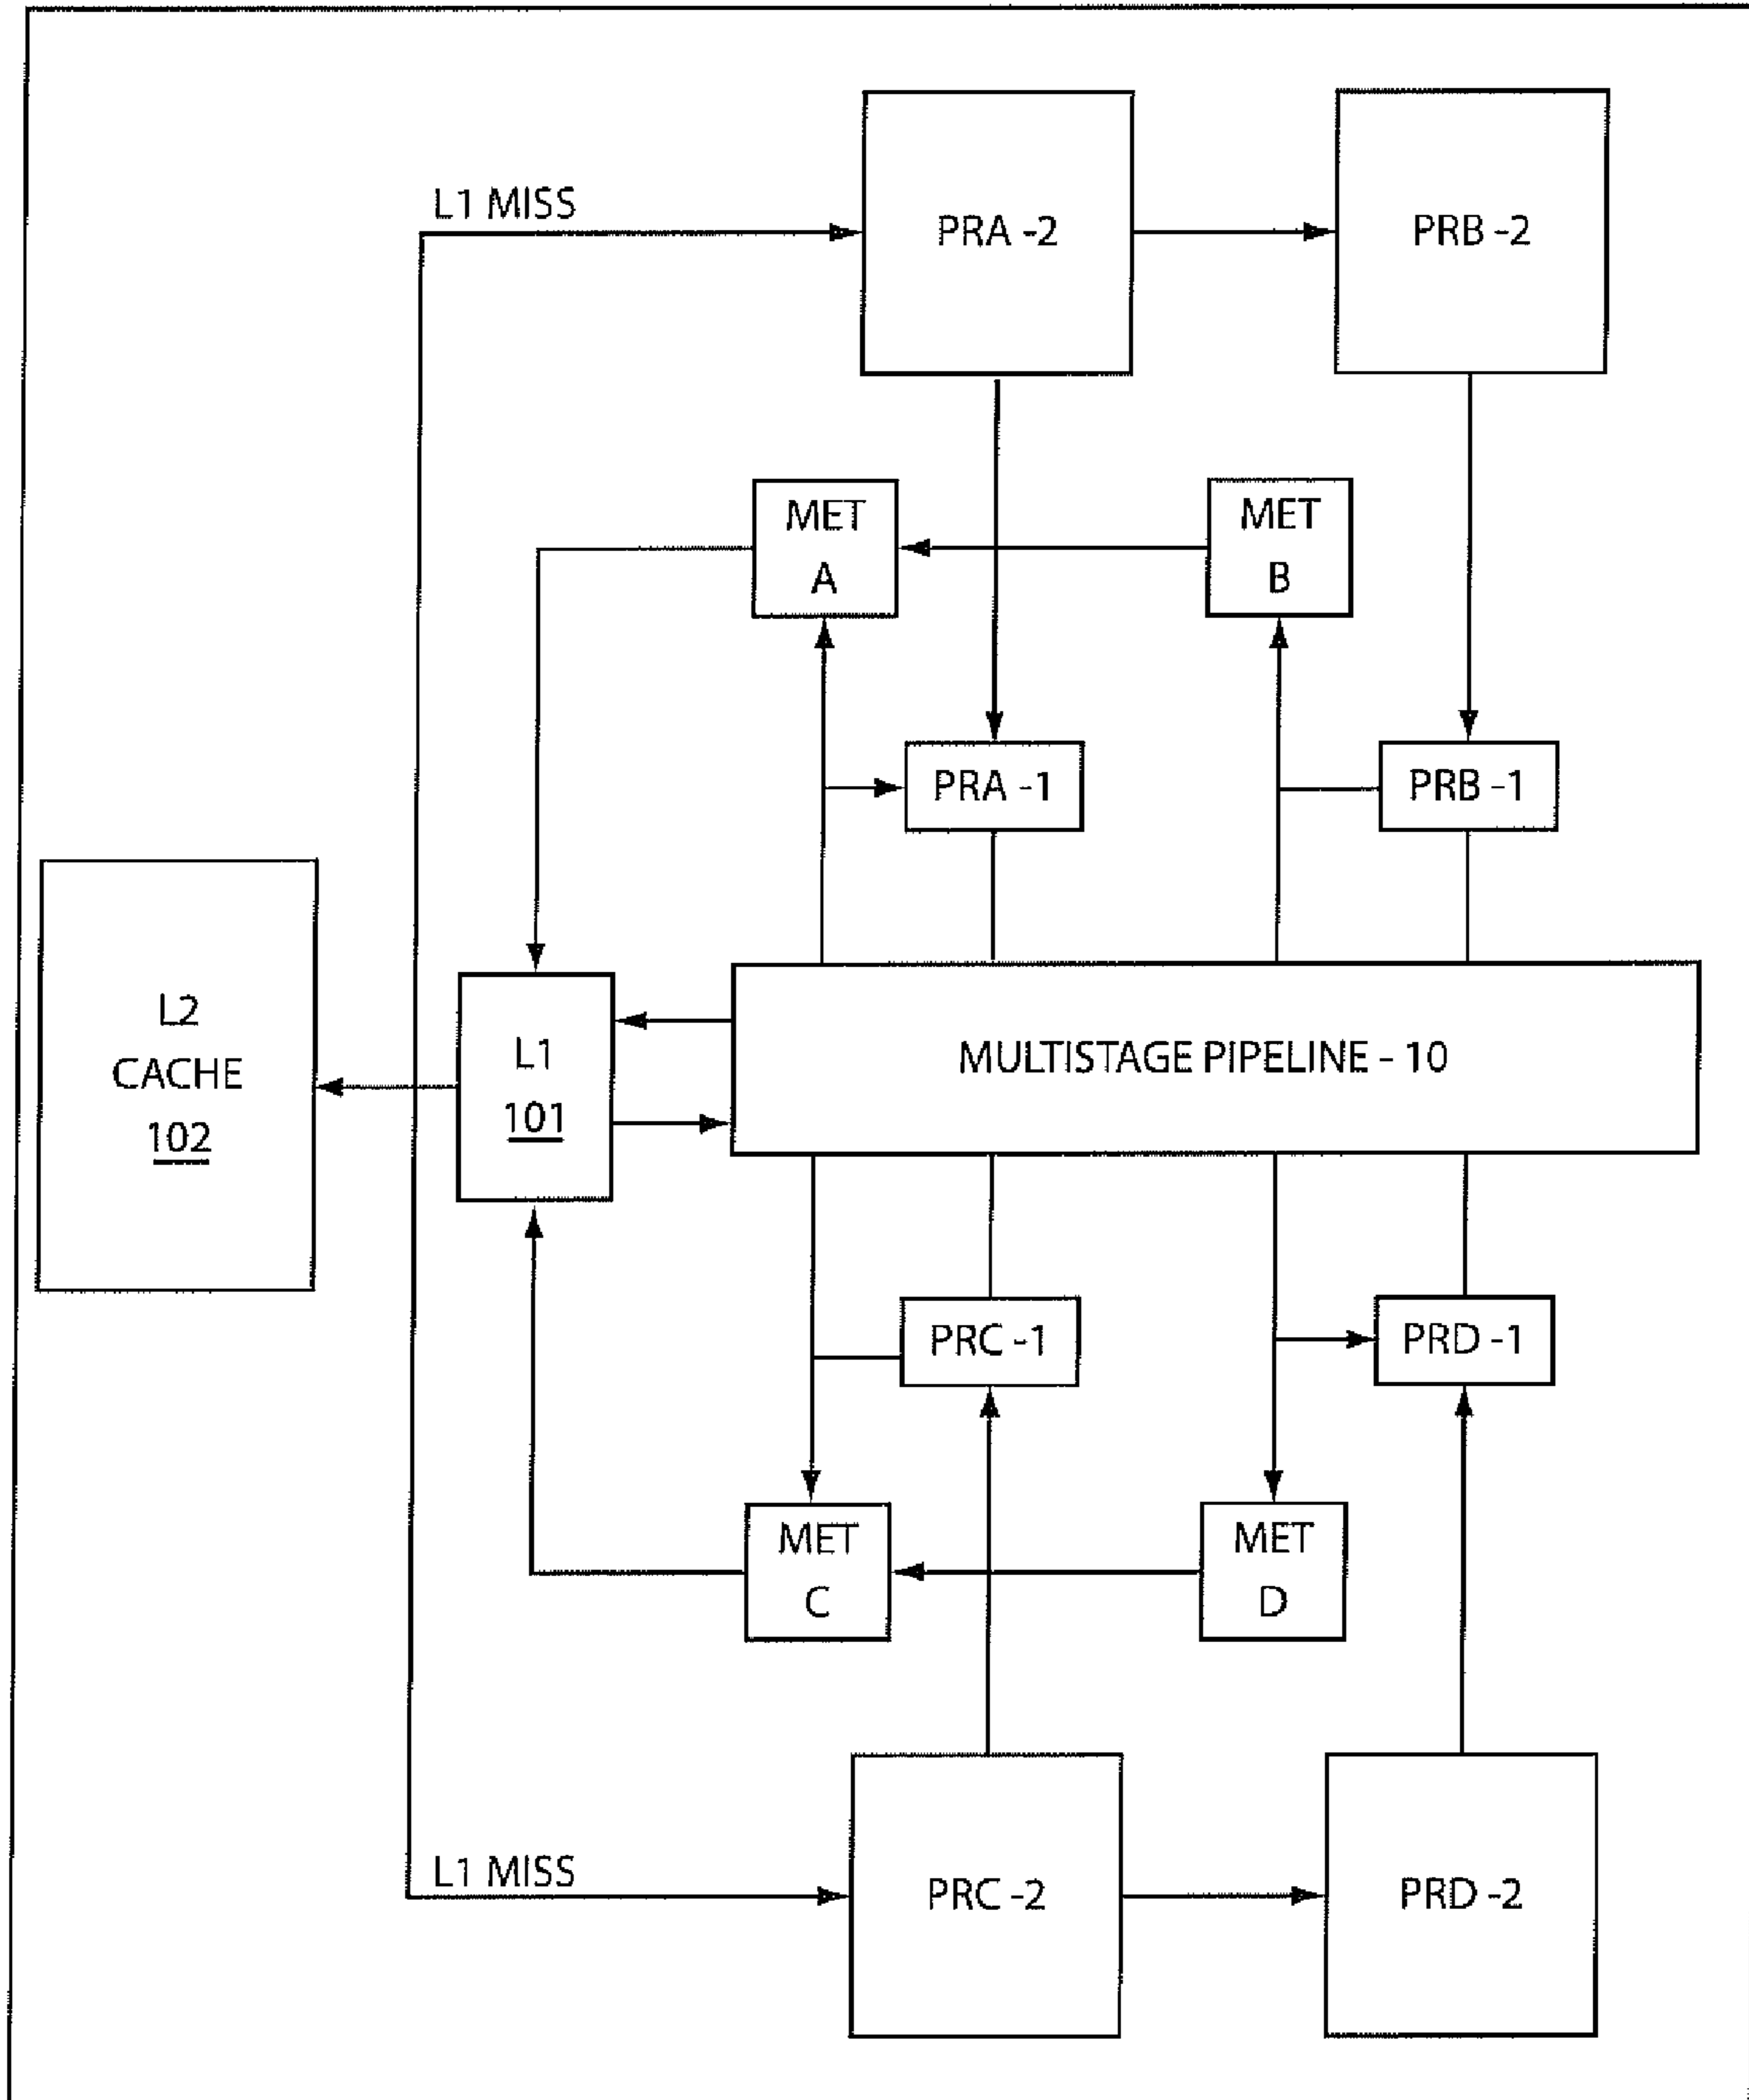 L1 MISS
PRA -2
PRB -2
MET
A
MET
B
PRA -1
PRB -1
L2
CACHE
102
L1
101
MULTISTAGE PIPELINE - 10
PRC -1
PRD -1
MET
C
MET
D
L1 MISS
PRC -2
PRD -2